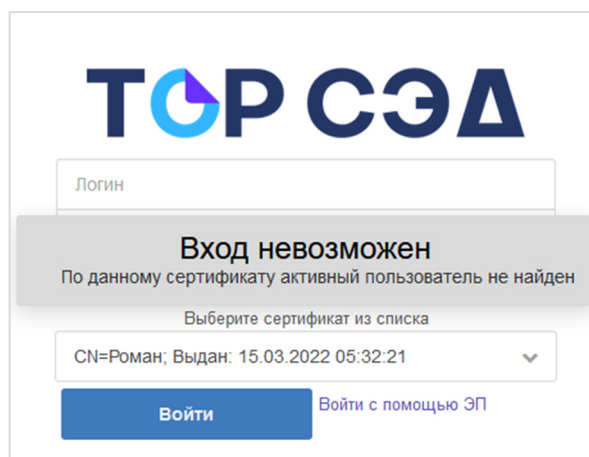 ТОР СЭД
Логин
Вход невозможен
По данному сертификату активный пользователь не найден
Выберите сертификат из списка
CN=Роман; Выдан: 15.03.2022 05:32:21
Войти
Войти с помощью ЭП